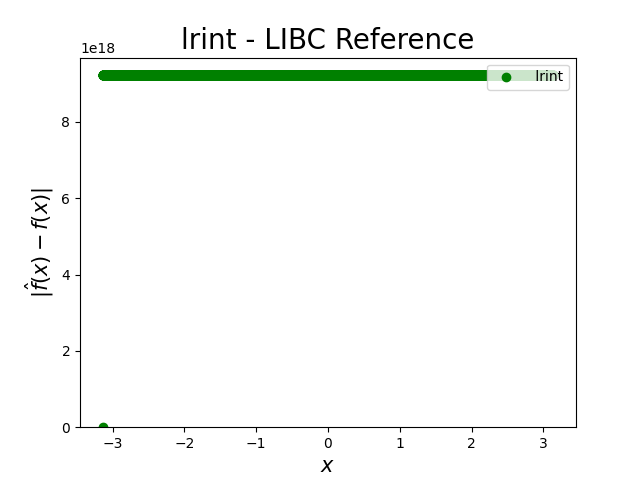 lrint - LIBC Reference
1e18
lrint
8
6
4
2
0
|f̂(x) − f(x)|
−3 −2 −1 0 1 2 3
x